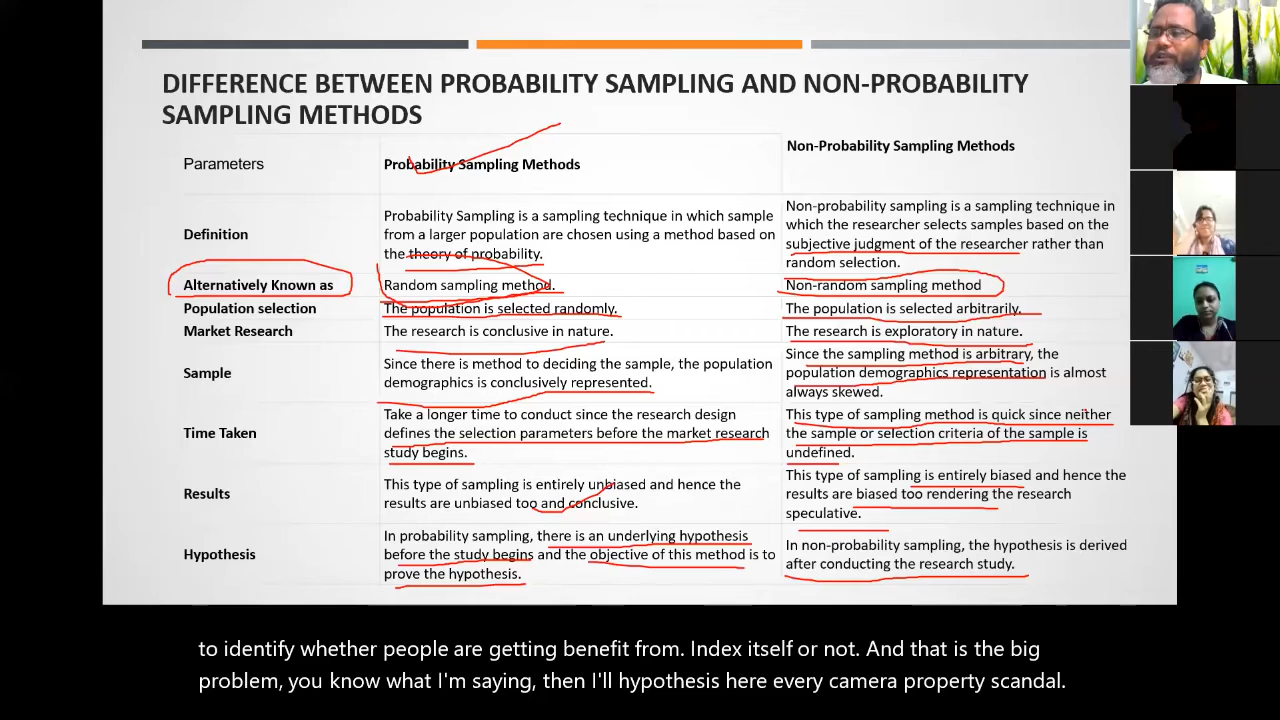 DIFFERENCE BETWEEN PROBABILITY SAMPLING AND NON-PROBABILITY
SAMPLING METHODS
Parameters
Probability Sampling Methods
Non-Probability Sampling Methods
Definition
Probability Sampling is a sampling technique in which sample
from a larger population are chosen using a method based on
the theory of probability.
Non-probability sampling is a sampling technique in
which the researcher selects samples based on the
subjective judgment of the researcher rather than
random selection.
Alternatively Known as
Random sampling method.
Non-random sampling method
Population selection
The population is selected randomly.
The population is selected arbitrarily.
Market Research
The research is conclusive in nature.
The research is exploratory in nature.
Sample
Since there is method to deciding the sample, the population
demographics is conclusively represented.
Since the sampling method is arbitrary, the
population demographics representation is almost
always skewed.
Time Taken
Take a longer time to conduct since the research design
defines the selection parameters before the market research
study begins.
This type of sampling method is quick since neither
the sample or selection criteria of the sample is
undefined.
Results
This type of sampling is entirely unbiased and hence the
results are unbiased too and conclusive.
This type of sampling is entirely biased and hence the
results are biased too rendering the research
speculative.
Hypothesis
In probability sampling, there is an underlying hypothesis
before the study begins and the objective of this method is to
prove the hypothesis.
In non-probability sampling, the hypothesis is derived
after conducting the research study.
to identify whether people are getting benefit from. Index itself or not. And that is the big
problem, you know what I'm saying, then I'll hypothesis here every camera property scandal.